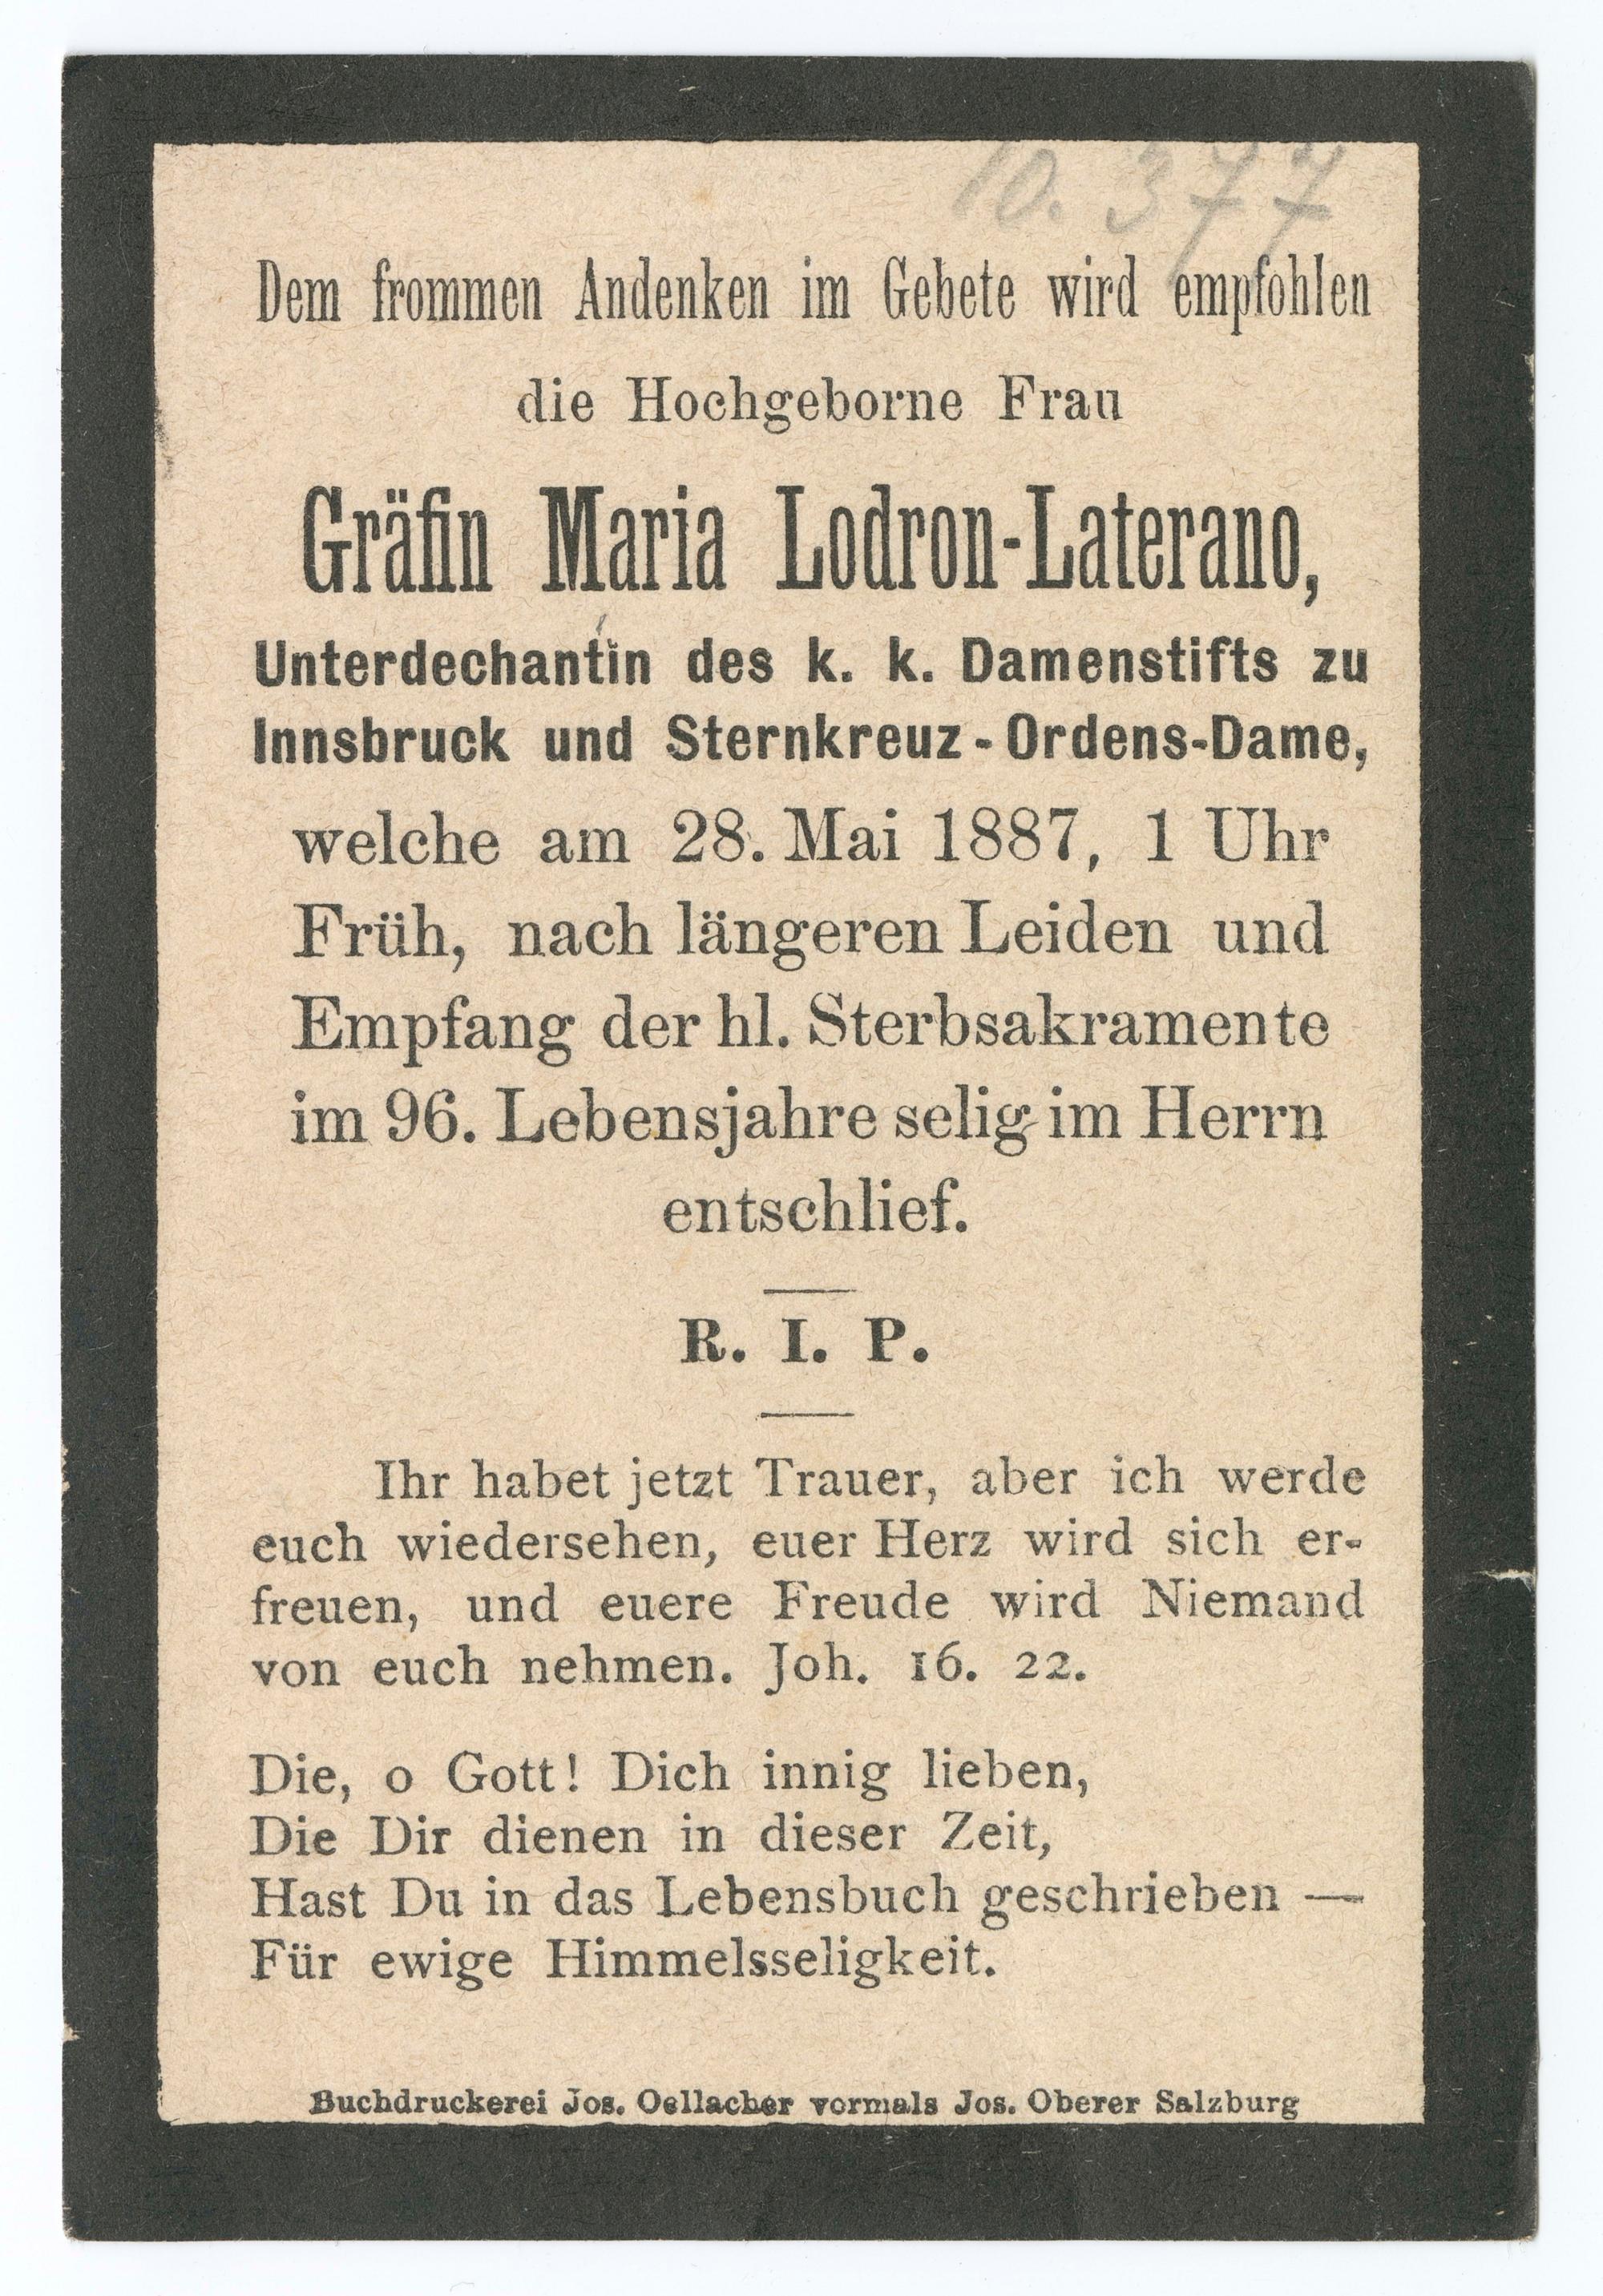 10. 377
Dem frommen Andenken im Gebete wird empfohlen
die Hochgeborne Frau
Gräfin Maria Lodron-Laterano,
Unterdechantin des k. k. Damenstifts zu
Innsbruck und Sternkreuz-Ordens-Dame,
welche am 28. Mai 1887, 1 Uhr
Früh, nach längeren Leiden und
Empfang der hl. Sterbsakramente
im 96. Lebensjahre selig im Herrn
entschlief.
R. I. P.
Ihr habet jetzt Trauer, aber ich werde
euch wiedersehen, euer Herz wird sich er-
freuen, und euere Freude wird Niemand
von euch nehmen. Joh. 16. 22.
Die, o Gott! Dich innig lieben,
Die Dir dienen in dieser Zeit,
Hast Du in das Lebensbuch geschrieben —
Für ewige Himmelsseligkeit.
Buchdruckerei Jos. Oellacher vormals Jos. Oberer Salzburg